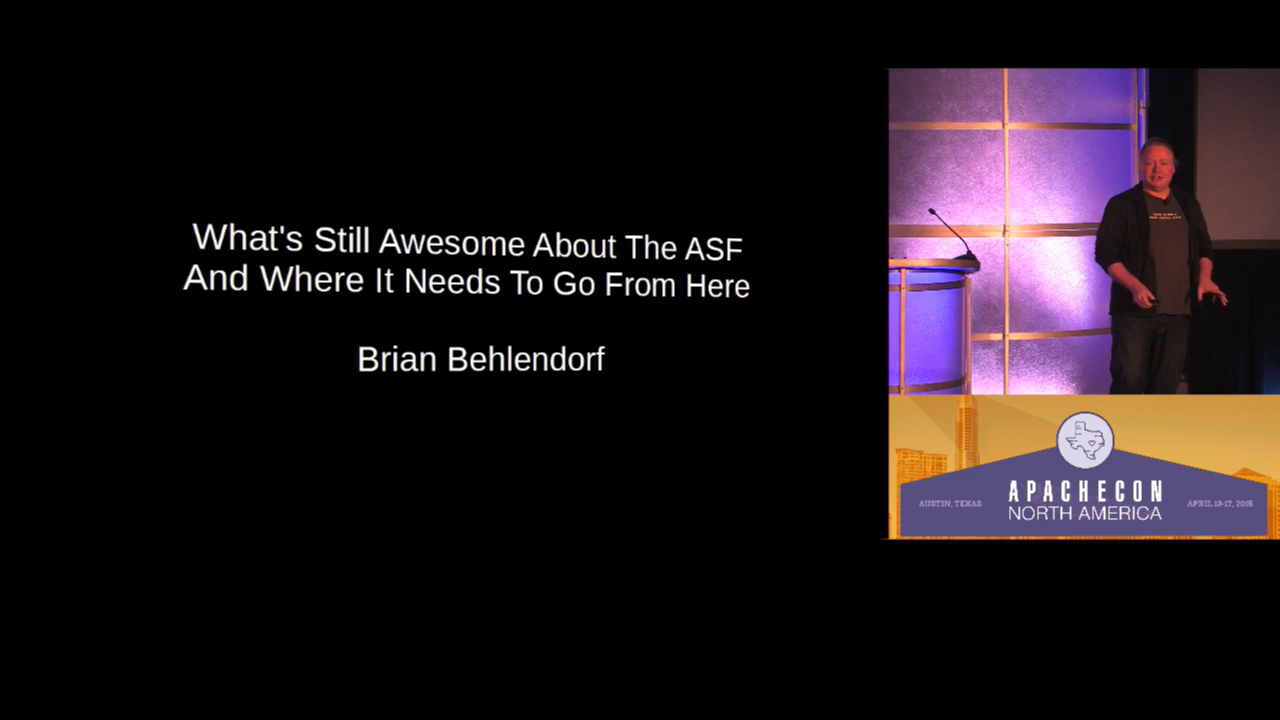 What's Still Awesome About The ASF
And Where It Needs To Go From Here
Brian Behlendorf
APACHECON
NORTH AMERICA
AUSTIN, TEXAS
APRIL 13-17, 2015